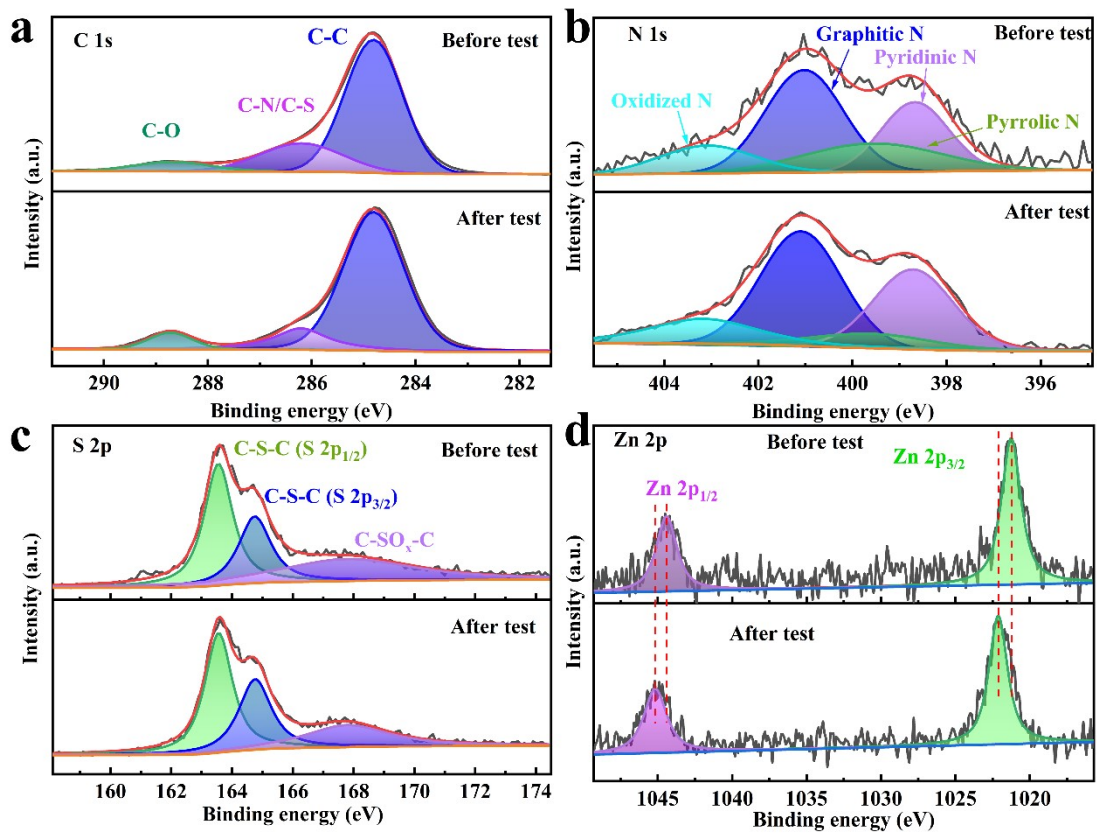 a
C 1s
Before test
C-C
C-N/C-S
C-O
After test
Intensity (a.u.)
290 288 286 284 282
Binding energy (eV)
b
N 1s
Before test
Graphitic N
Pyridinic N
Oxidized N
Pyrrolic N
After test
Intensity (a.u.)
404 402 400 398 396
Binding energy (eV)
c
S 2p
Before test
C-S-C (S 2p1/2)
C-S-C (S 2p3/2)
C-SOx-C
After test
Intensity (a.u.)
160 162 164 166 168 170 172 174
Binding energy (eV)
d
Zn 2p
Before test
Zn 2p3/2
Zn 2p1/2
After test
Intensity (a.u.)
1045 1040 1035 1030 1025 1020
Binding energy (eV)